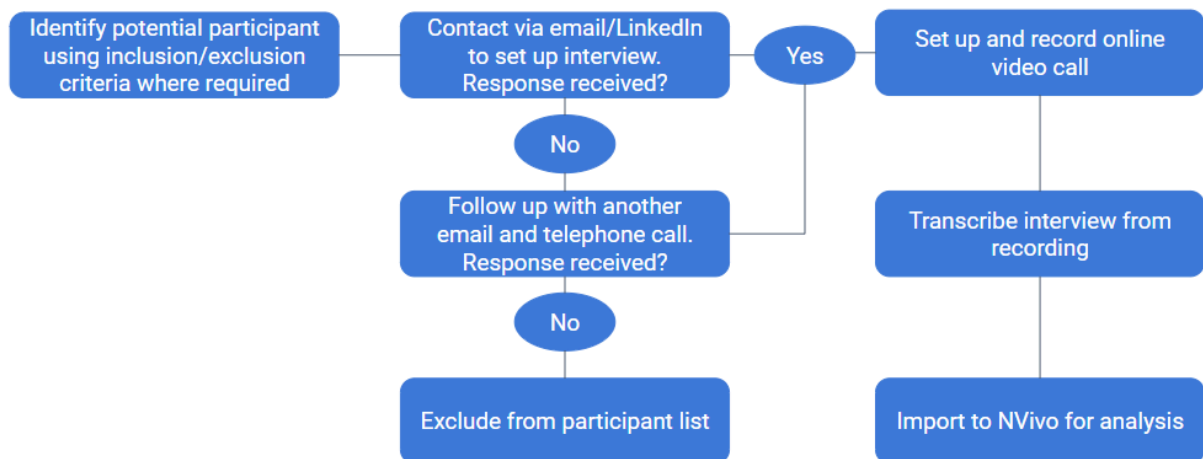 Identify potential participant
using inclusion/exclusion
criteria where required
Contact via email/LinkedIn
to set up interview.
Response received?
Yes
Set up and record online
video call
No
Follow up with another
email and telephone call.
Response received?
Transcribe interview from
recording
No
Exclude from participant list
Import to NVivo for analysis